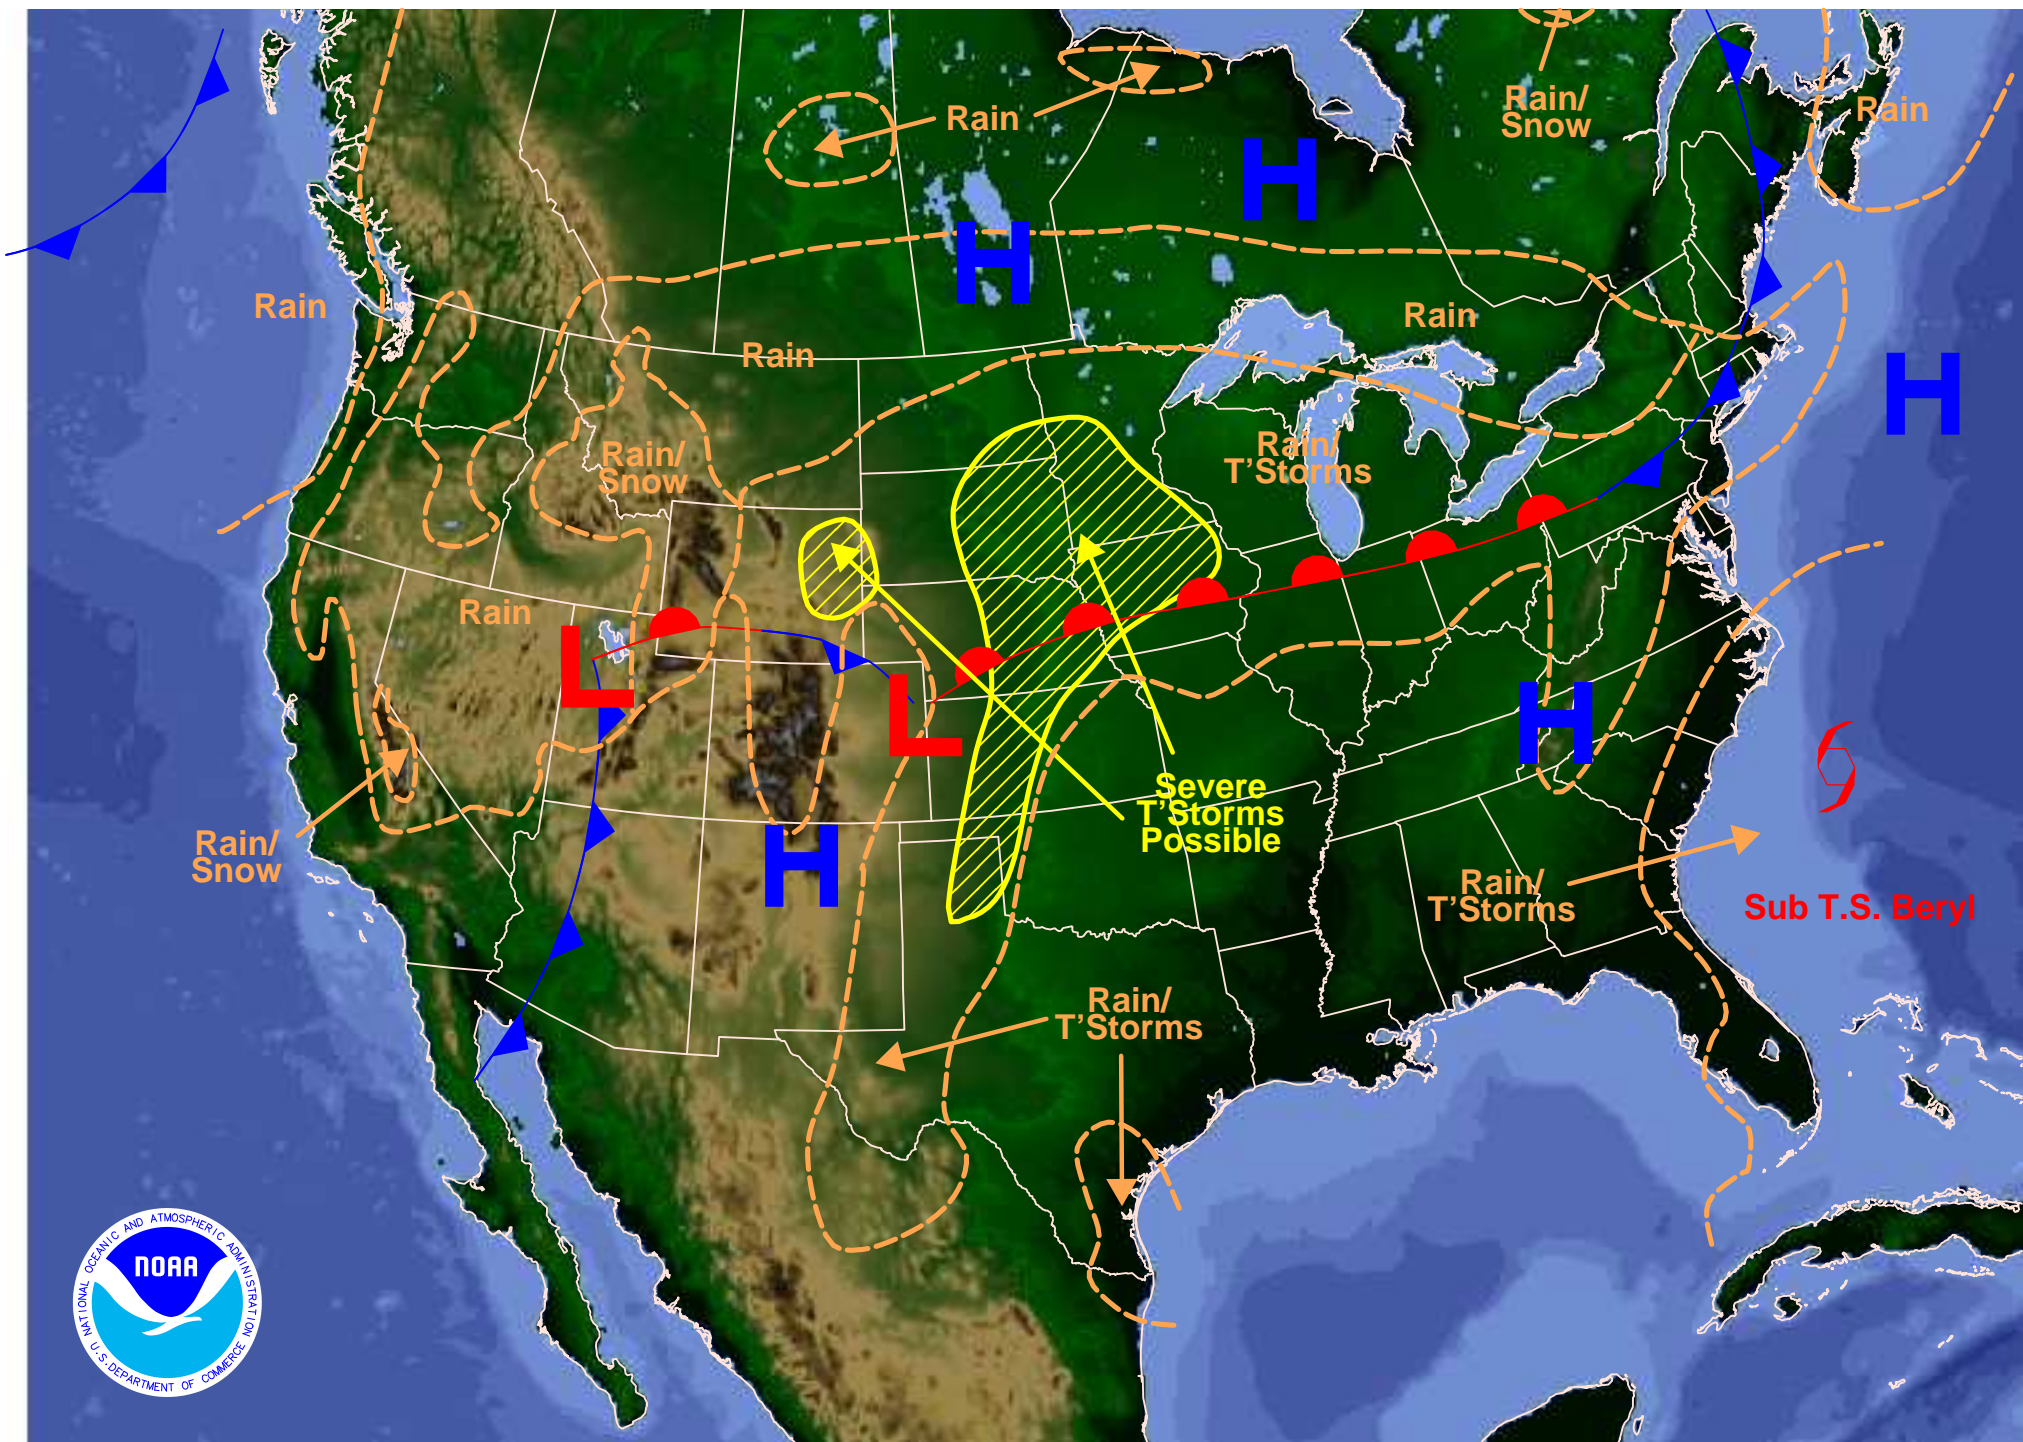 Rain
Rain/
Snow
Rain
H
H
Rain
Rain
Rain
H
Rain/
Snow
Rain/
T'Storms
Rain
L
L
H
Severe
T'Storms
Possible
Rain/
Snow
H
Rain/
T'Storms
Sub T.S. Beryl
Rain/
T'Storms
NATIONAL OCEANIC AND ATMOSPHERIC ADMINISTRATION
NOAA
U.S. DEPARTMENT OF COMMERCE